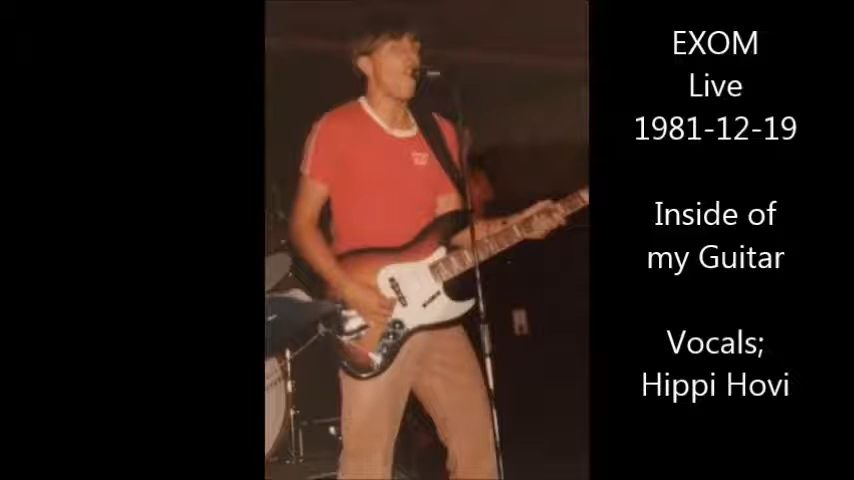 EXOM
Live
1981-12-19
Inside of
my Guitar
Vocals;
Hippi Hovi